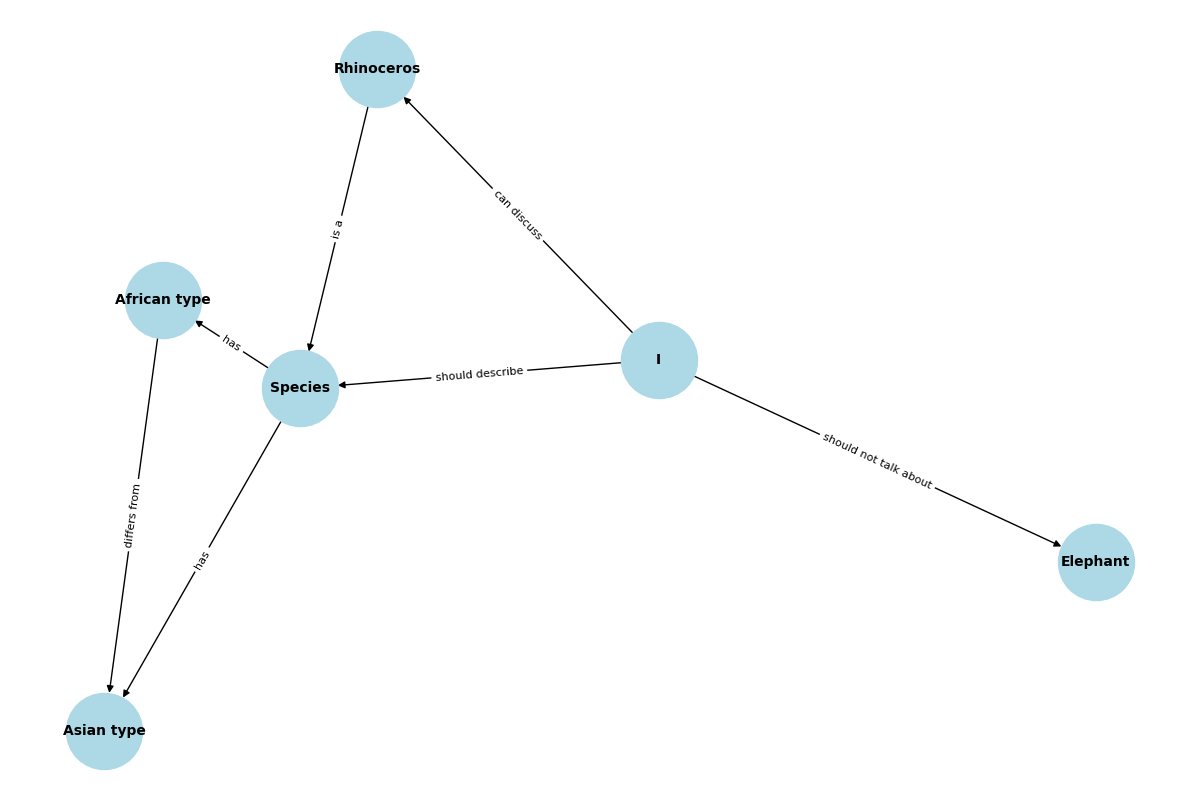 Rhinoceros
can discuss
is a
African type
has
I
should describe
Species
should not talk about
differs from
has
Elephant
Asian type